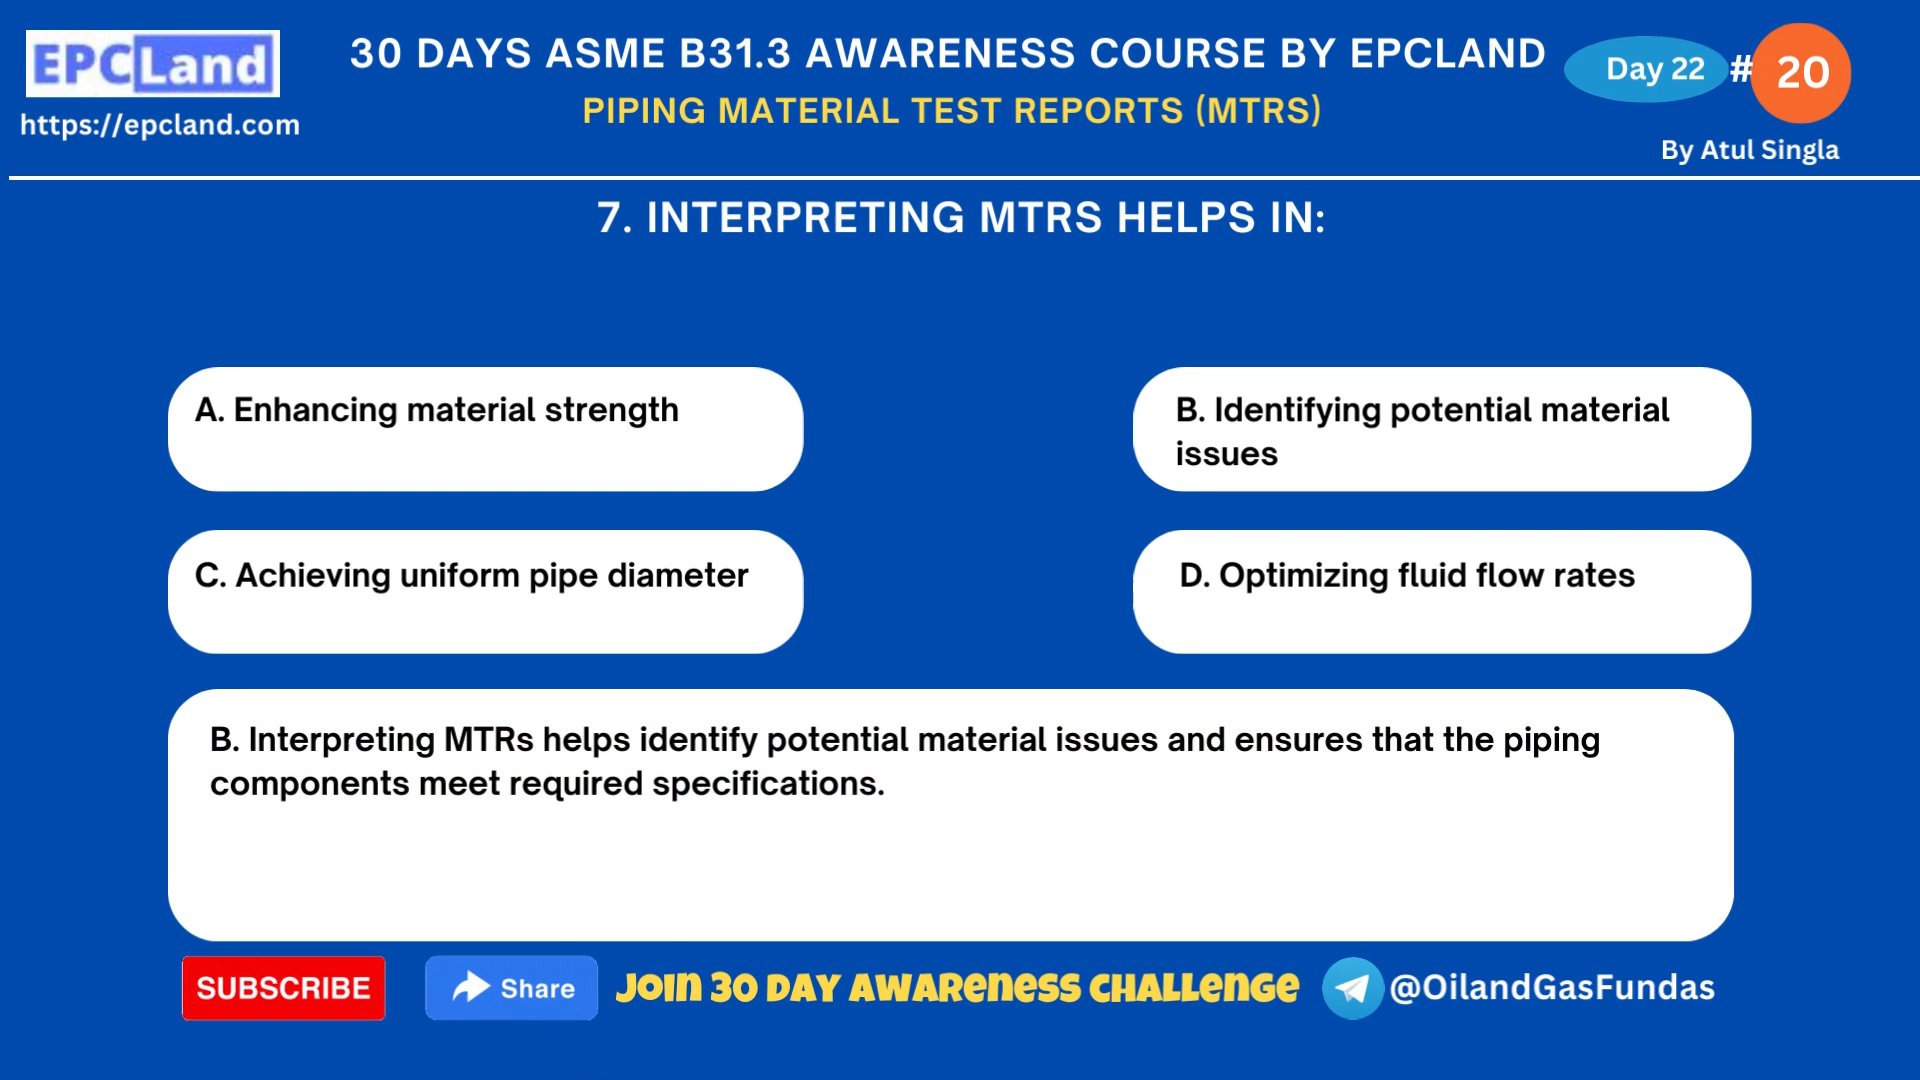 EPCLand
https://epcland.com
30 DAYS ASME B31.3 AWARENESS COURSE BY EPCLAND
PIPING MATERIAL TEST REPORTS (MTRS)
Day 22 # 20
By Atul Singla
7. INTERPRETING MTRS HELPS IN:
A. Enhancing material strength
B. Identifying potential material
issues
C. Achieving uniform pipe diameter
D. Optimizing fluid flow rates
B. Interpreting MTRs helps identify potential material issues and ensures that the piping
components meet required specifications.
SUBSCRIBE
Share
Join 30 Day Awareness Challenge
@OilandGasFundas